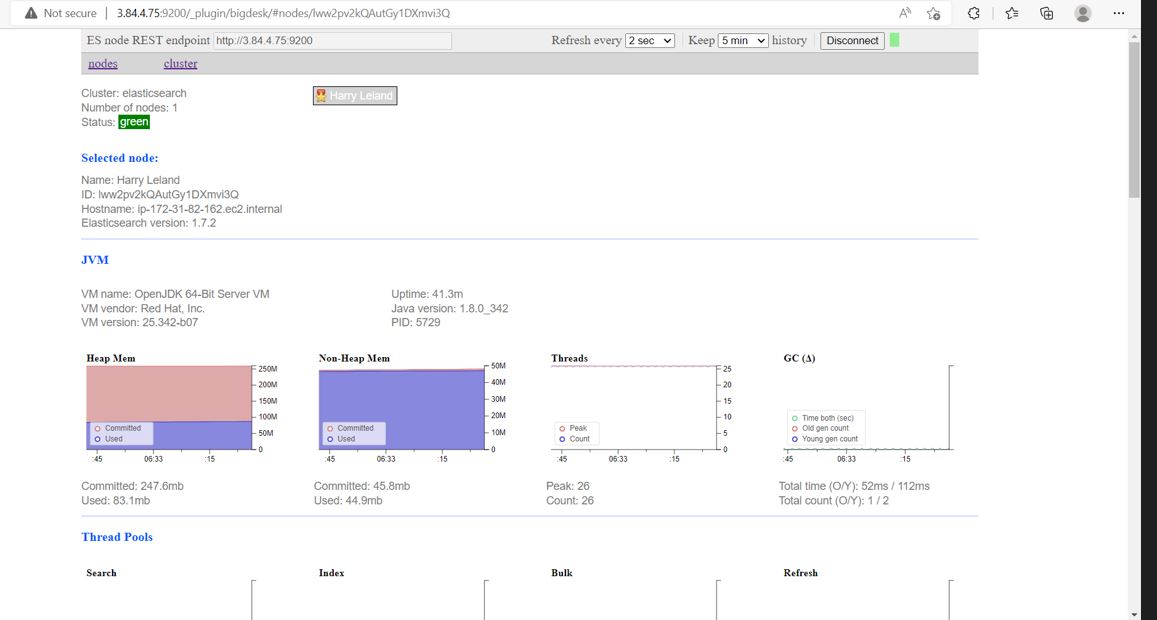 Not secure | 3.84.4.75:9200/_plugin/bigdesk/#nodes/lww2pv2kQAutGy1DXmvi3Q
ES node REST endpoint http://3.84.4.75:9200 Refresh every 2 sec Keep 5 min history Disconnect
nodes cluster
Cluster: elasticsearch
Number of nodes: 1
Status: green
Harry Leland
Selected node:
Name: Harry Leland
ID: lww2pv2kQAutGy1DXmvi3Q
Hostname: ip-172-31-82-162.ec2.internal
Elasticsearch version: 1.7.2
JVM
VM name: OpenJDK 64-Bit Server VM Uptime: 41.3m
VM vendor: Red Hat, Inc. Java version: 1.8.0_342
VM version: 25.342-b07 PID: 5729
Heap Mem
250M
200M
150M
100M
50M
0
Committed
Used
:45 06:33 :15
Committed: 247.6mb
Used: 83.1mb
Non-Heap Mem
50M
40M
30M
20M
10M
0
Committed
Used
:45 06:33 :15
Committed: 45.8mb
Used: 44.9mb
Threads
25
20
15
10
5
0
Peak
Count
:45 06:33 :15
Peak: 26
Count: 26
GC (Δ)
Time both (sec)
Old gen count
Young gen count
:45 06:33 :15
Total time (O/Y): 52ms / 112ms
Total count (O/Y): 1 / 2
Thread Pools
Search Index Bulk Refresh